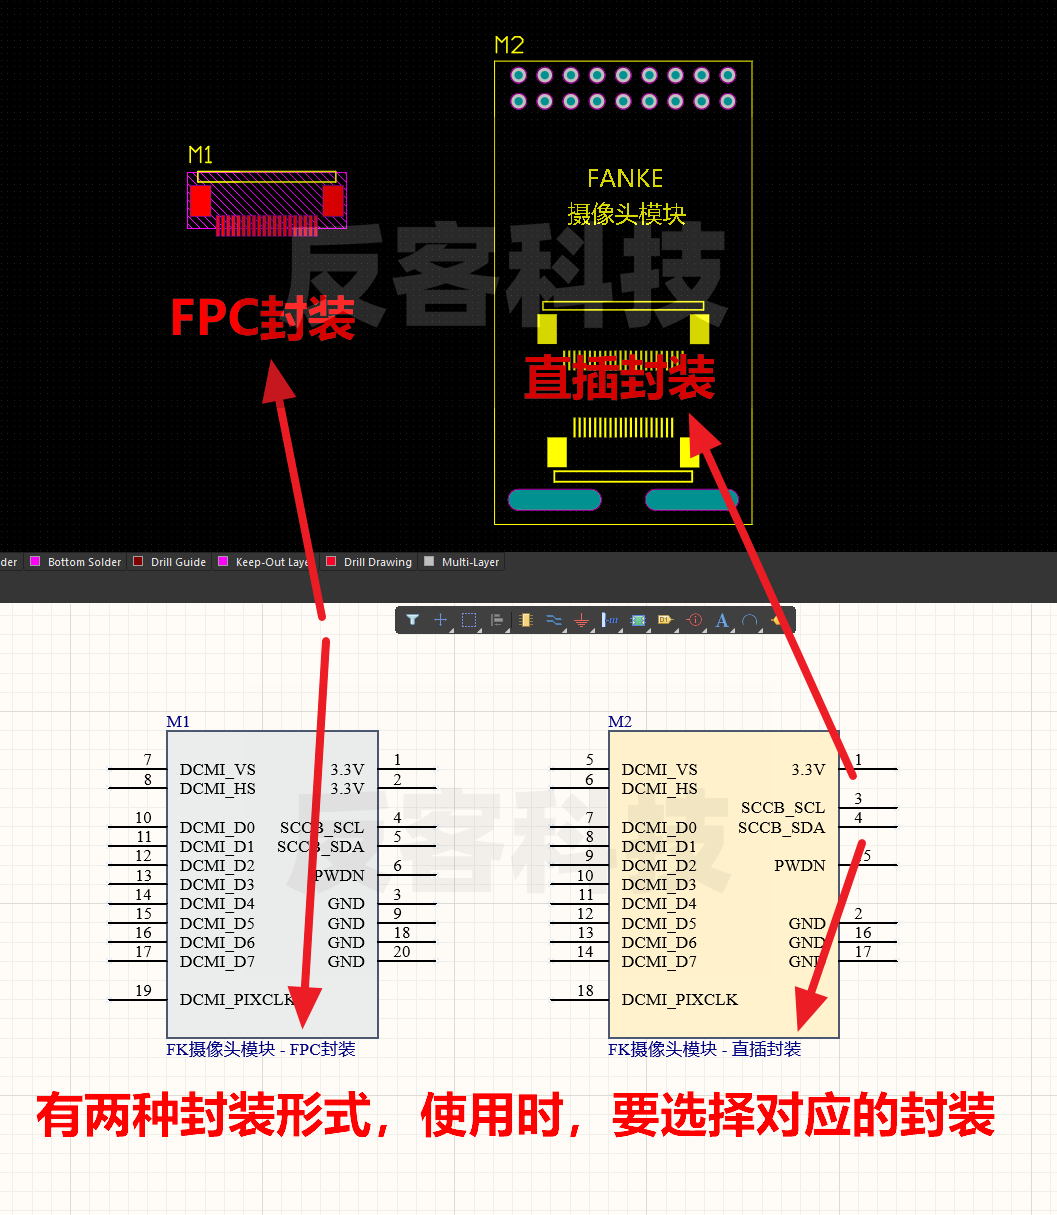 M2
M1
FANKE
摄像头模块
反客科技
FPC封装
直插封装
der
Bottom Solder
Drill Guide
Keep-Out Laye
Drill Drawing
Multi-Layer
M1
7 DCMI_VS 3.3V 1
8 DCMI_HS 3.3V 2
10 DCMI_D0 SCCB_SCL 4
11 DCMI_D1 SCCB_SDA 5
12 DCMI_D2 PWDN 6
13 DCMI_D3
14 DCMI_D4 GND 3
15 DCMI_D5 GND 9
16 DCMI_D6 GND 18
17 DCMI_D7 GND 20
19 DCMI_PIXCLK
FK摄像头模块 - FPC封装
M2
5 DCMI_VS 3.3V 1
6 DCMI_HS
SCCB_SCL 3
7 DCMI_D0 SCCB_SDA 4
8 DCMI_D1
9 DCMI_D2 PWDN 15
10 DCMI_D3
11 DCMI_D4
12 DCMI_D5 GND 2
13 DCMI_D6 GND 16
14 DCMI_D7 GND 17
18 DCMI_PIXCLK
FK摄像头模块 - 直插封装
反客科技
有两种封装形式，使用时，要选择对应的封装